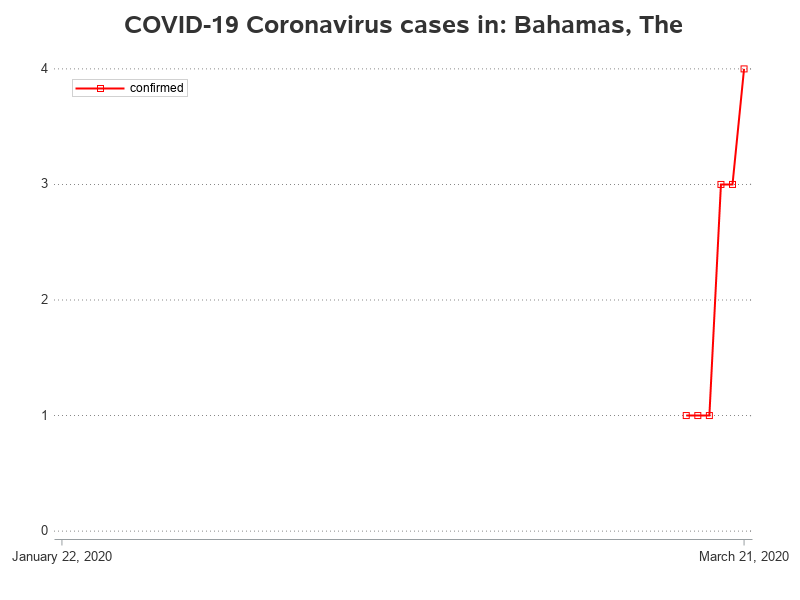 COVID-19 Coronavirus cases in: Bahamas, The
4
confirmed
3
2
1
0
January 22, 2020
March 21, 2020